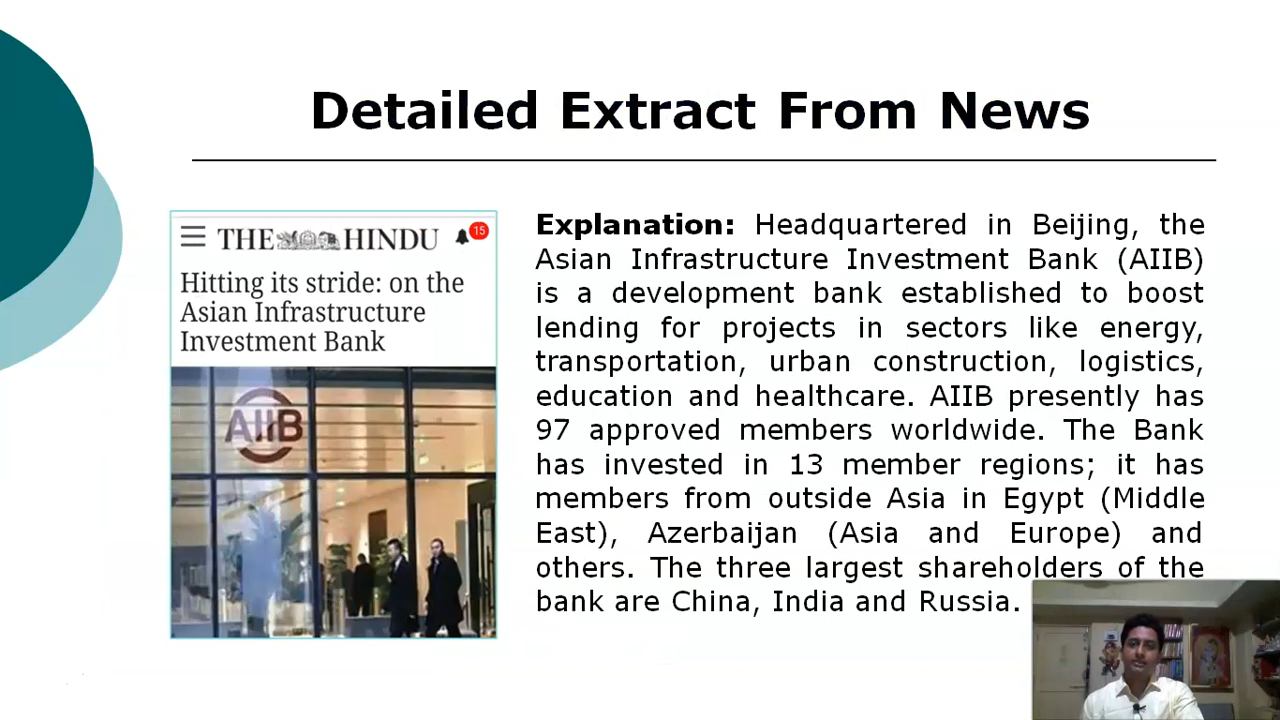 Detailed Extract From News
THE HINDU
15
Hitting its stride: on the
Asian Infrastructure
Investment Bank
AIIB
Explanation: Headquartered in Beijing, the
Asian Infrastructure Investment Bank (AIIB)
is a development bank established to boost
lending for projects in sectors like energy,
transportation, urban construction, logistics,
education and healthcare. AIIB presently has
97 approved members worldwide. The Bank
has invested in 13 member regions; it has
members from outside Asia in Egypt (Middle
East), Azerbaijan (Asia and Europe) and
others. The three largest shareholders of the
bank are China, India and Russia.